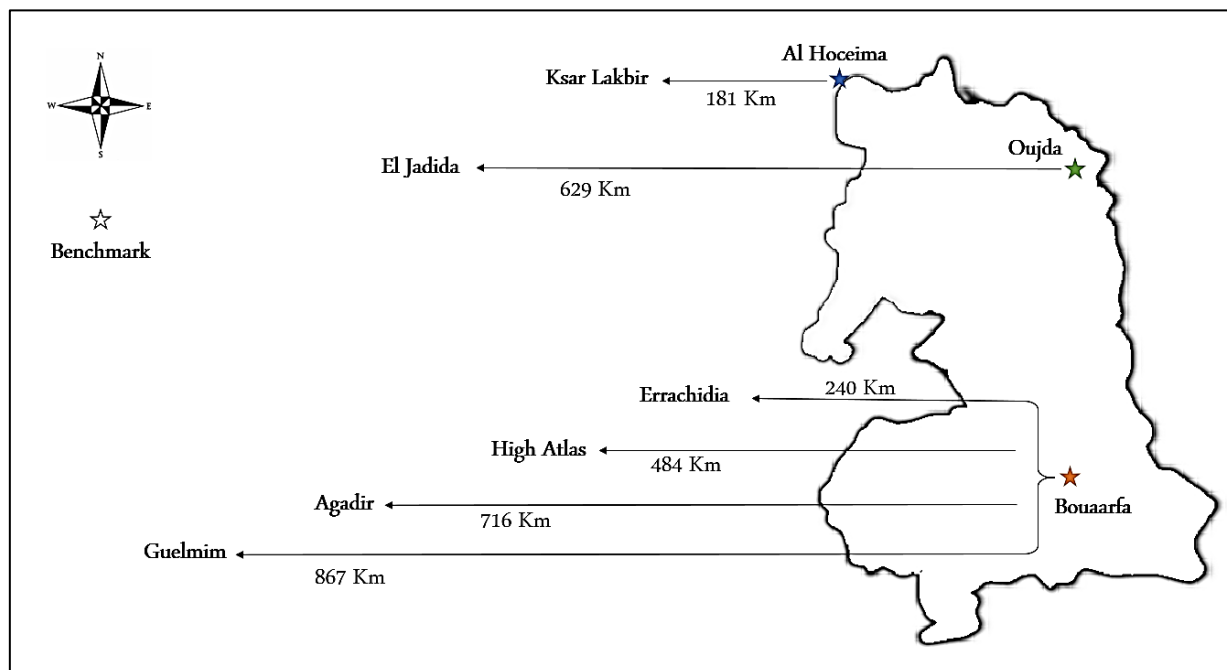 N
W E
S
Benchmark
Al Hoceima
Ksar Lakbir
181 Km
Oujda
El Jadida
629 Km
Errachidia
240 Km
High Atlas
484 Km
Bouaarfa
Agadir
716 Km
Guelmim
867 Km